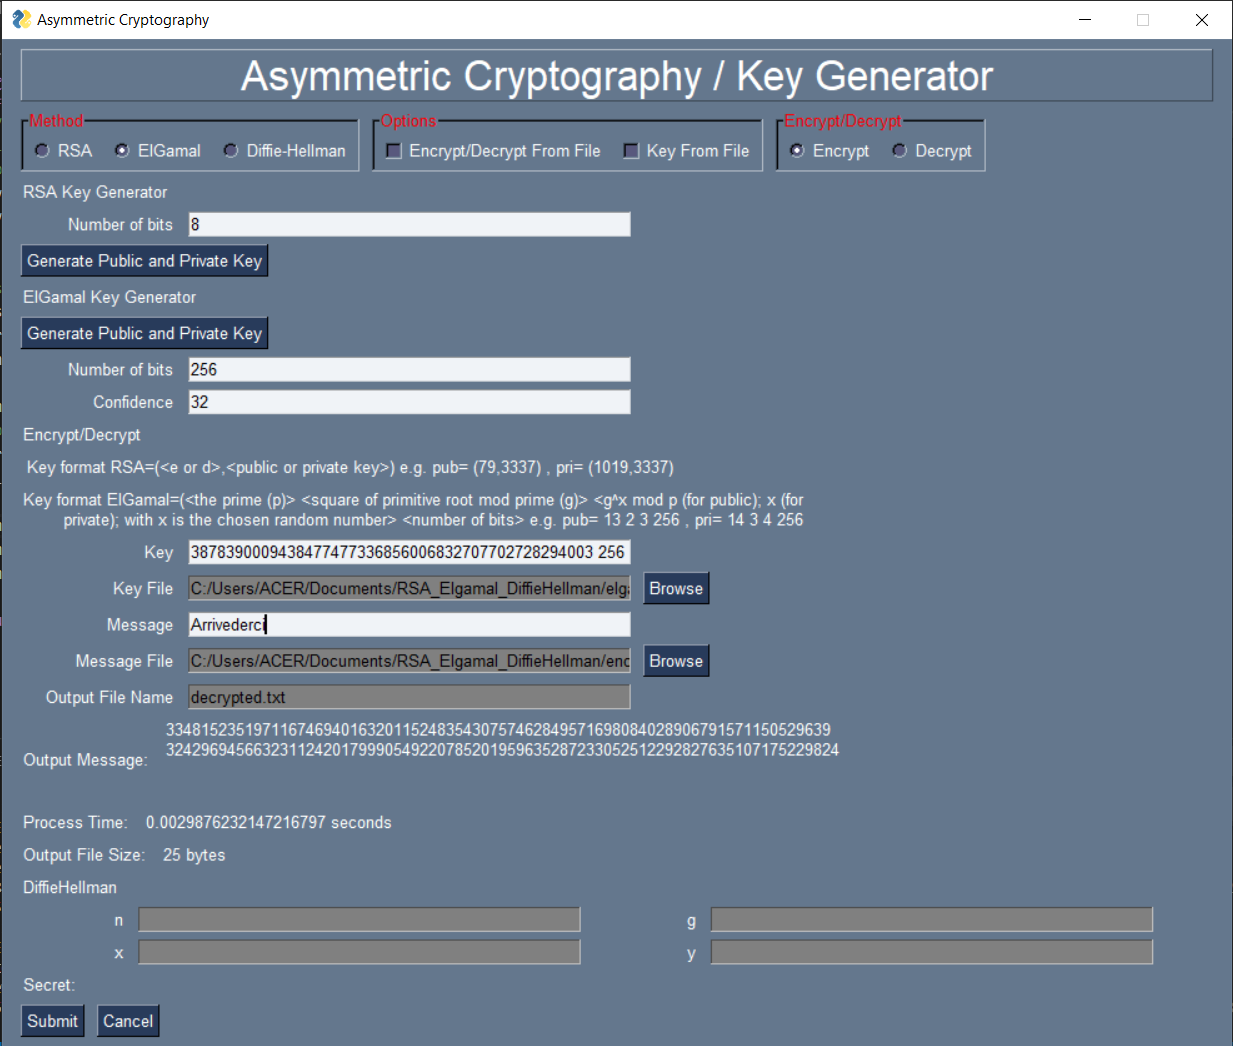 Asymmetric Cryptography
Asymmetric Cryptography / Key Generator
Method
Options
Encrypt/Decrypt
RSA ElGamal Diffie-Hellman
Encrypt/Decrypt From File Key From File
Encrypt Decrypt
RSA Key Generator
Number of bits 8
Generate Public and Private Key
ElGamal Key Generator
Generate Public and Private Key
Number of bits 256
Confidence 32
Encrypt/Decrypt
Key format RSA=(<e or d>,<public or private key>) e.g. pub= (79,3337) , pri= (1019,3337)
Key format ElGamal=(<the prime (p)> <square of primitive root mod prime (g)> <g^x mod p (for public); x (for
private); with x is the chosen random number> <number of bits> e.g. pub= 13 2 3 256 , pri= 14 3 4 256
Key 3878390009438477477336856006832707702728294003 256
Key File C:/Users/ACER/Documents/RSA_Elgamal_DiffieHellman/elg
Browse
Message Arrivederci
Message File C:/Users/ACER/Documents/RSA_Elgamal_DiffieHellman/enc
Browse
Output File Name decrypted.txt
Output Message:
33481523519711674694016320115248354307574628495716980840289067915711505296​39
32429694566323112420179990549220785201959635287233052512292827635107175229824
Process Time: 0.0029876232147216797 seconds
Output File Size: 25 bytes
DiffieHellman
n g
x y
Secret:
Submit Cancel